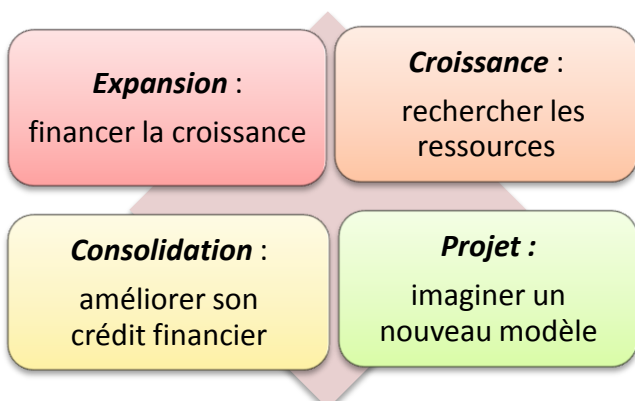 Expansion :
financer la croissance
Croissance :
rechercher les
ressources
Consolidation :
améliorer son
crédit financier
Projet :
imaginer un
nouveau modèle